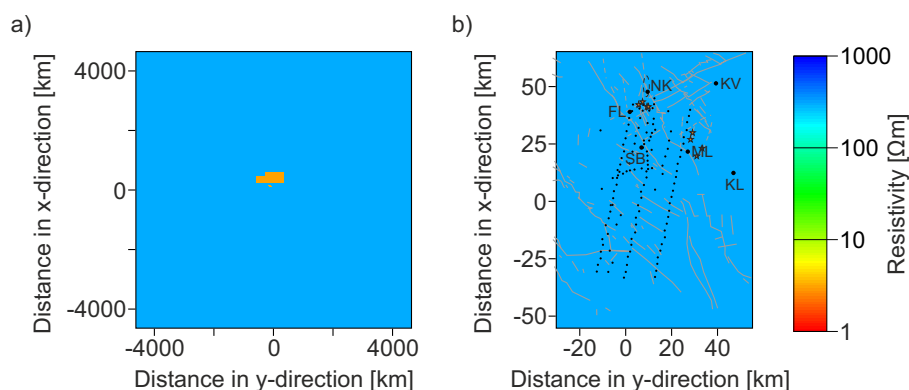 a)
Distance in x-direction [km]
4000
0
-4000
-4000
0
4000
Distance in y-direction [km]
b)
Distance in x-direction [km]
50
25
0
-25
-50
-20
0
20
40
Distance in y-direction [km]
NK
KV
FL
SB
ML
KL
1000
100
10
1
Resistivity [Ωm]